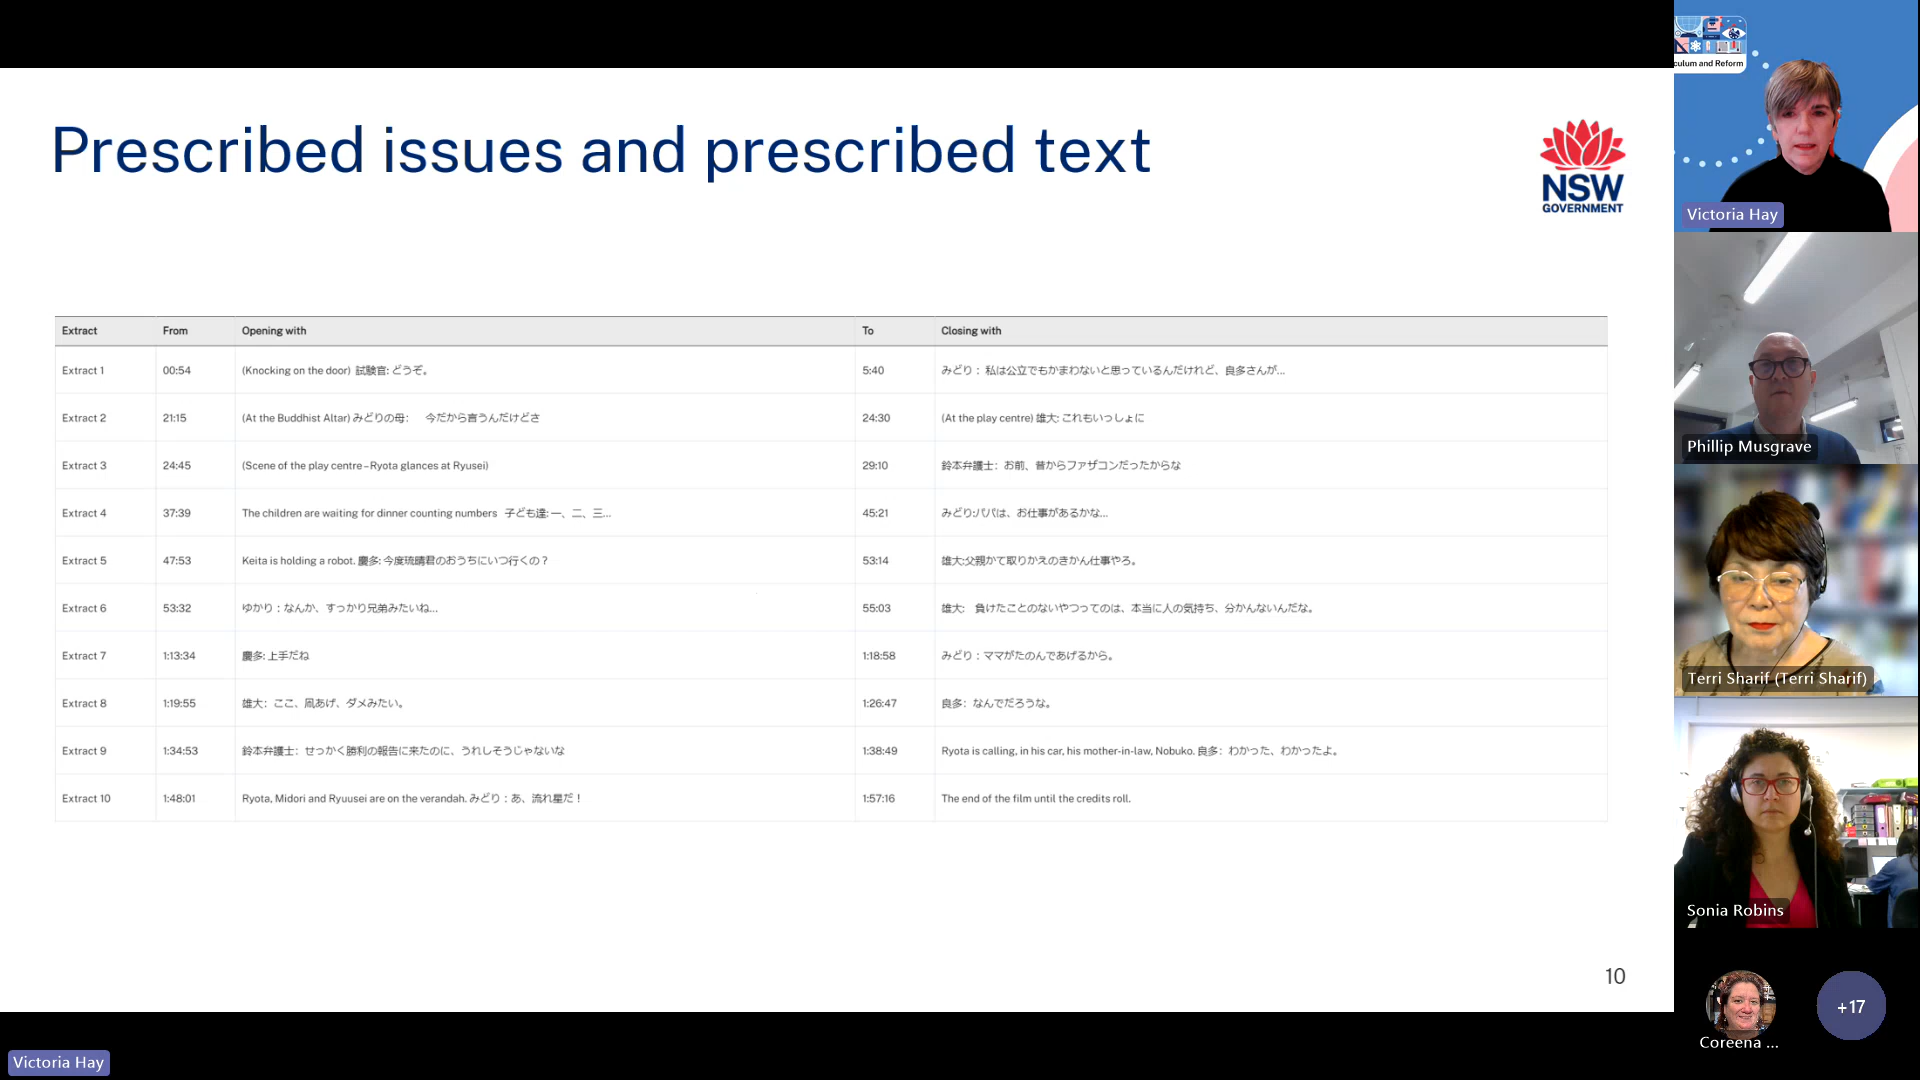 Prescribed issues and prescribed text
NSW
GOVERNMENT
Extract From Opening with To Closing with
Extract 1 00:54 (Knocking on the door) 試験官: どうぞ。 5:40 みどり： 私は公立でもかまわないと思っているんだけれど、良多さんが...
Extract 2 21:15 (At the Buddhist Altar) みどりの母： 今だから言うんだけどさ 24:30 (At the play centre) 雄大: これもいっしょに
Extract 3 24:45 (Scene of the play centre – Ryota glances at Ryusei) 29:10 鈴本弁護士：お前、昔からファザコンだったからな
Extract 4 37:39 The children are waiting for dinner counting numbers 子ども達: 一、二、三... 45:21 みどり:パパは、お仕事があるかな...
Extract 5 47:53 Keita is holding a robot. 慶多: 今度琉晴君のおうちにいつ行くの？ 53:14 雄大:父親かて取りかえのきかん仕事やろ。
Extract 6 53:32 ゆかり：なんか、すっかり兄弟みたいね... 55:03 雄大: 負けたことのないやつってのは、本当に人の気持ち、分かんないんだな。
Extract 7 1:13:34 慶多: 上手だね 1:18:58 みどり：ママがたのんであげるから。
Extract 8 1:19:55 雄大：ここ、凧あげ、ダメみたい。 1:26:47 良多：なんでだろうな。
Extract 9 1:34:53 鈴本弁護士：せっかく勝利の報告に来たのに、うれしそうじゃないな 1:38:49 Ryota is calling, in his car, his mother-in-law, Nobuko. 良多：わかった、わかったよ。
Extract 10 1:48:01 Ryota, Midori and Ryuusei are on the verandah. みどり：あ、流れ星だ！ 1:57:16 The end of the film until the credits roll.
10
Victoria Hay
culum and Reform
Victoria Hay
Phillip Musgrave
Terri Sharif (Terri Sharif)
Sonia Robins
Coreena ...
+17